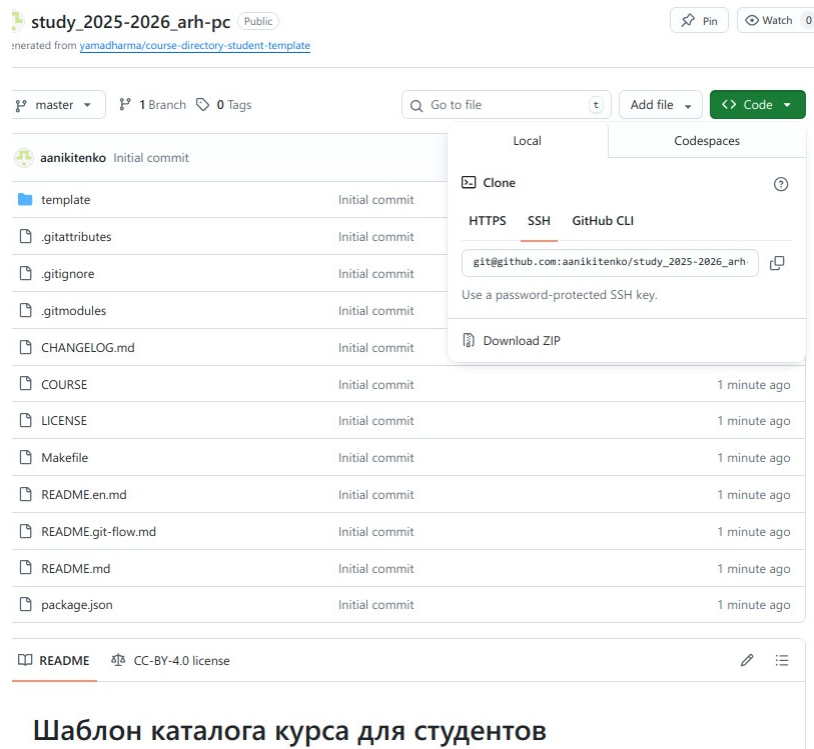 study_2025-2026_arh-pc Public
Pin
Watch 0
enerated from yamadharma/course-directory-student-template
master
1 Branch
0 Tags
Go to file t
Add file
Code
Local
Codespaces
aanikitenko Initial commit
Clone
HTTPS SSH GitHub CLI
git@github.com:aanikitenko/study_2025-2026_arh-
Use a password-protected SSH key.
Download ZIP
template Initial commit
.gitattributes Initial commit
.gitignore Initial commit
.gitmodules Initial commit
CHANGELOG.md Initial commit
COURSE Initial commit 1 minute ago
LICENSE Initial commit 1 minute ago
Makefile Initial commit 1 minute ago
README.en.md Initial commit 1 minute ago
README.git-flow.md Initial commit 1 minute ago
README.md Initial commit 1 minute ago
package.json Initial commit 1 minute ago
README CC-BY-4.0 license
Шаблон каталога курса для студентов